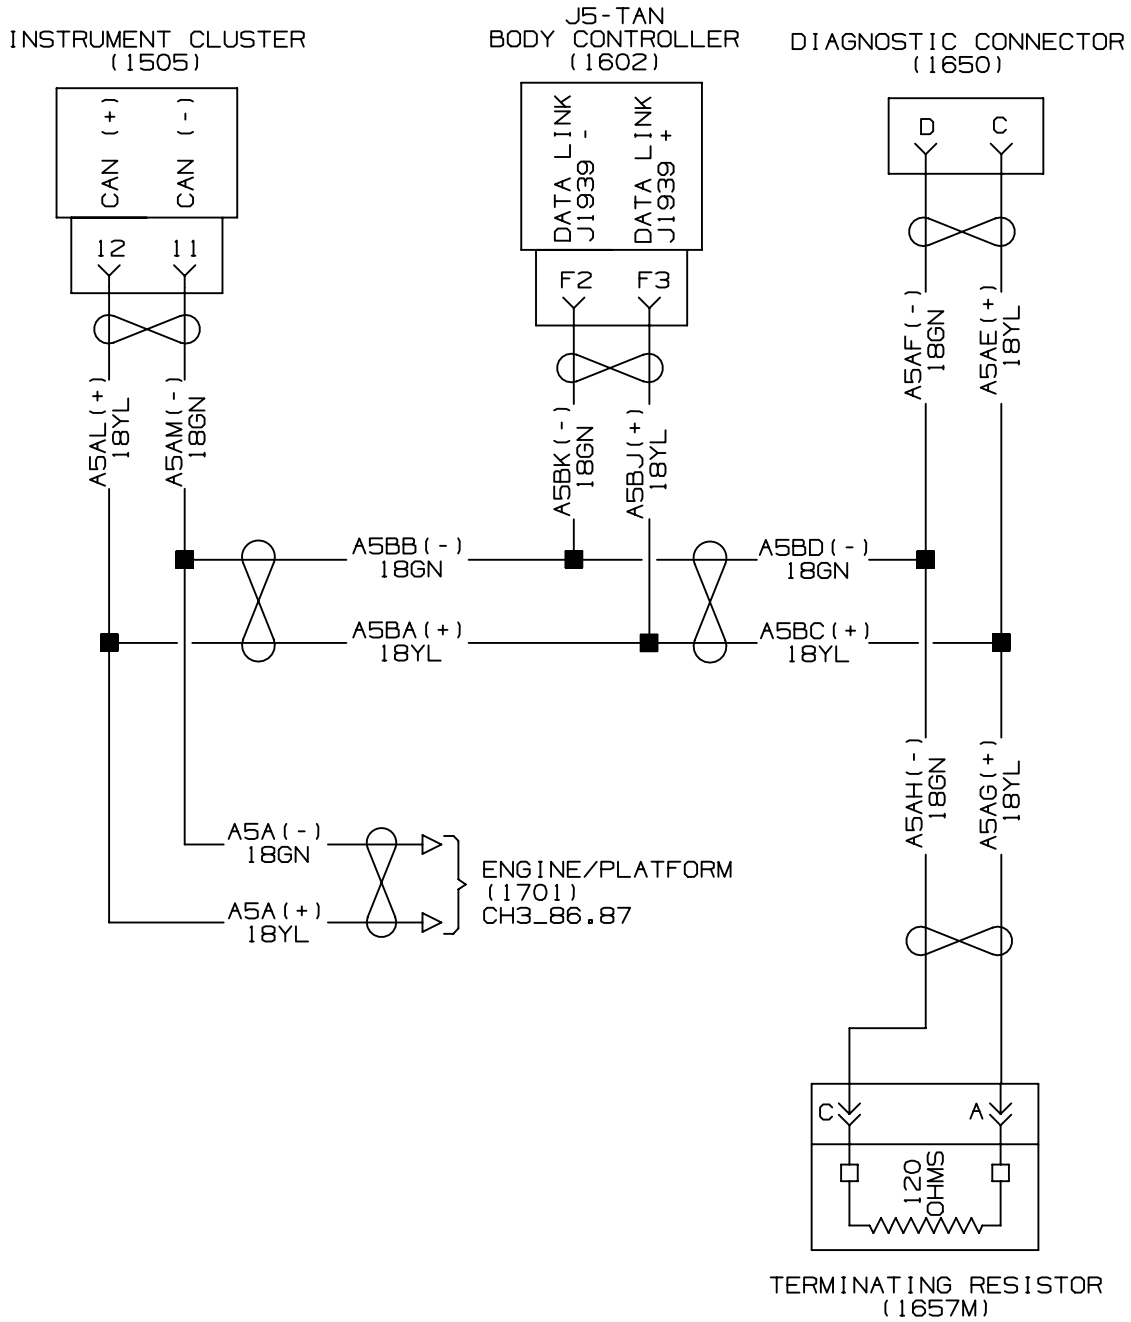 INSTRUMENT CLUSTER
(1505)
CAN (+)
CAN (-)
12
11
J5-TAN
BODY CONTROLLER
(1602)
DATA LINK
J1939 -
DATA LINK
J1939 +
F2
F3
DIAGNOSTIC CONNECTOR
(1650)
D
C
A5AL(+)
18YL
A5AM(-)
18GN
A5BK(-)
18GN
A5BJ(+)
18YL
A5AF(-)
18GN
A5AE(+)
18YL
A5BB(-)
18GN
A5BD(-)
18GN
A5BA(+)
18YL
A5BC(+)
18YL
A5AH(-)
18GN
A5AG(+)
18YL
A5A(-)
18GN
A5A(+)
18YL
ENGINE/PLATFORM
(1701)
CH3_86.87
C
A
120
OHMS
TERMINATING RESISTOR
(1657M)